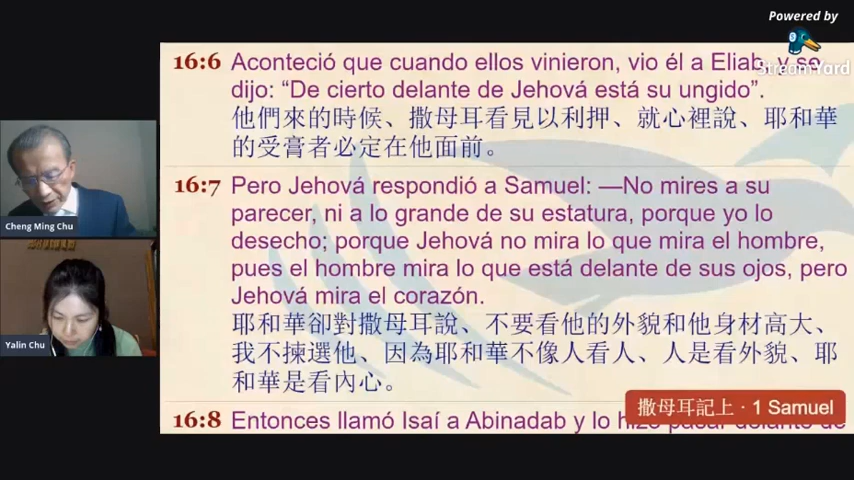 Powered by
StreamYard
16:6 Aconteció que cuando ellos vinieron, vio él a Eliab, y se
dijo: “De cierto delante de Jehová está su ungido”.
他們來的時候、撒母耳看見以利押、就心裡說、耶和華
的受膏者必定在他面前。
16:7 Pero Jehová respondió a Samuel: —No mires a su
parecer, ni a lo grande de su estatura, porque yo lo
desecho; porque Jehová no mira lo que mira el hombre,
pues el hombre mira lo que está delante de sus ojos, pero
Jehová mira el corazón.
耶和華卻對撒母耳說、不要看他的外貌和他身材高大、
我不揀選他、因為耶和華不像人看人、人是看外貌、耶
和華是看內心。
16:8 Entonces llamó Isaí a Abinadab y lo hizo pasar delante de
撒母耳記上 · 1 Samuel
Cheng Ming Chu
Yalin Chu